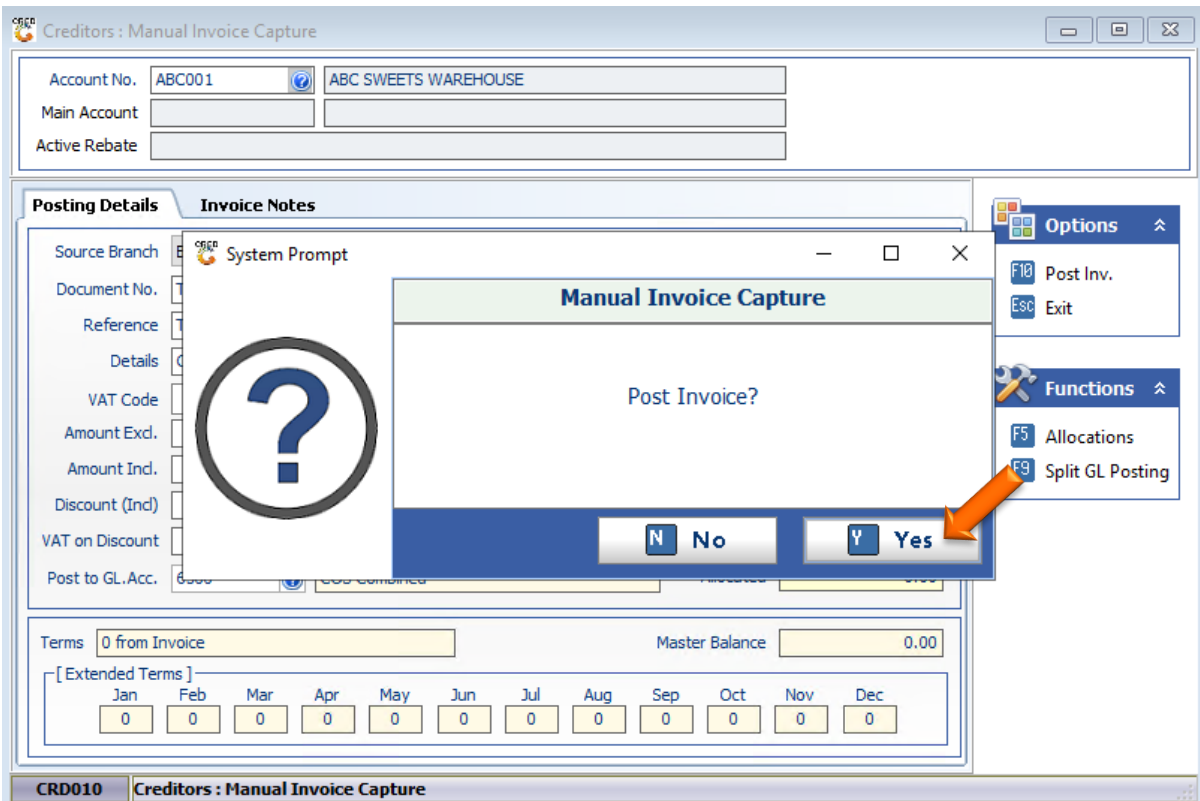 CRED Creditors : Manual Invoice Capture
Account No. ABC001 ABC SWEETS WAREHOUSE
Main Account
Active Rebate
Posting Details Invoice Notes
Source Branch
Document No.
Reference
Details
VAT Code
Amount Excl.
Amount Incl.
Discount (Incl)
VAT on Discount
Post to GL.Acc.
System Prompt
Manual Invoice Capture
Post Invoice?
N No Y Yes
Options
F10 Post Inv.
Esc Exit
Functions
F5 Allocations
F9 Split GL Posting
Terms 0 from Invoice Master Balance 0.00
[ Extended Terms ]
Jan Feb Mar Apr May Jun Jul Aug Sep Oct Nov Dec
0 0 0 0 0 0 0 0 0 0 0 0
CRD010 Creditors : Manual Invoice Capture